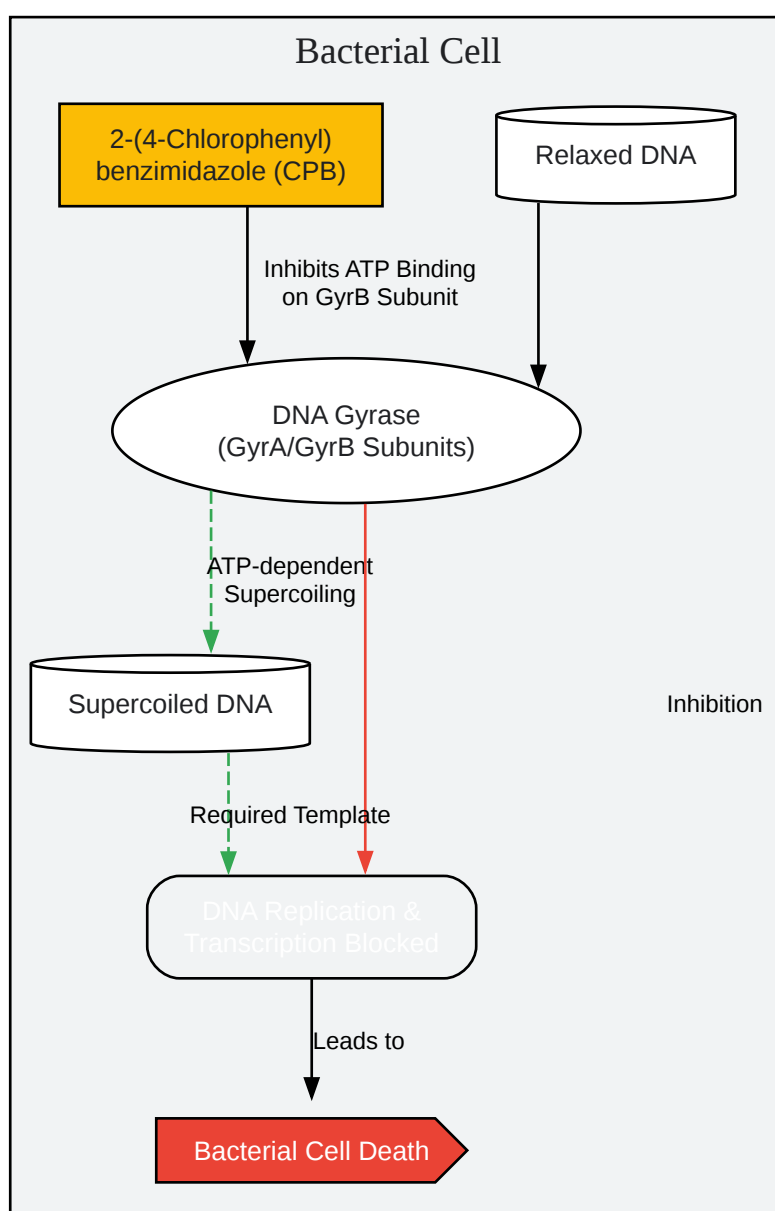 Bacterial Cell
2-(4-Chlorophenyl)
benzimidazole (CPB)
Relaxed DNA
Inhibits ATP Binding
on GyrB Subunit
DNA Gyrase
(GyrA/GyrB Subunits)
ATP-dependent
Supercoiling
Supercoiled DNA
Inhibition
Required Template
DNA Replication &
Transcription Blocked
Leads to
Bacterial Cell Death